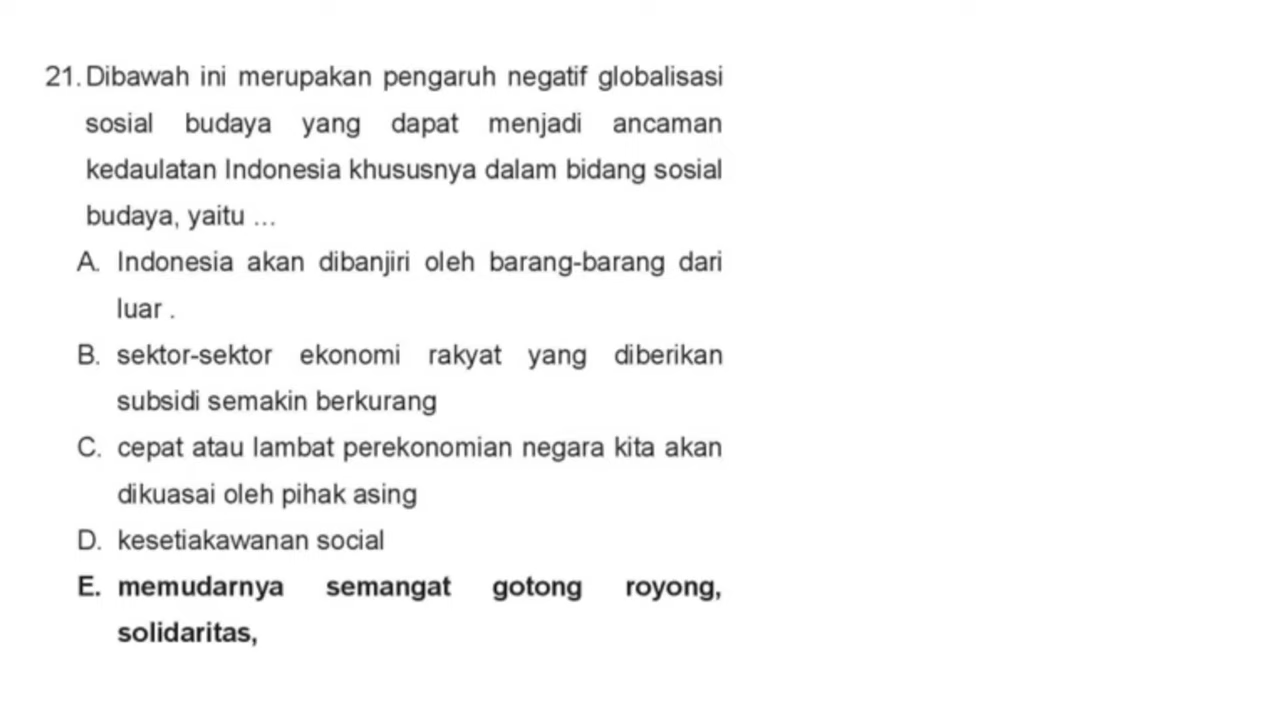 21. Dibawah ini merupakan pengaruh negatif globalisasi
sosial budaya yang dapat menjadi ancaman
kedaulatan Indonesia khususnya dalam bidang sosial
budaya, yaitu ...
A. Indonesia akan dibanjiri oleh barang-barang dari
luar .
B. sektor-sektor ekonomi rakyat yang diberikan
subsidi semakin berkurang
C. cepat atau lambat perekonomian negara kita akan
dikuasai oleh pihak asing
D. kesetiakawanan social
E. memudarnya semangat gotong royong,
solidaritas,